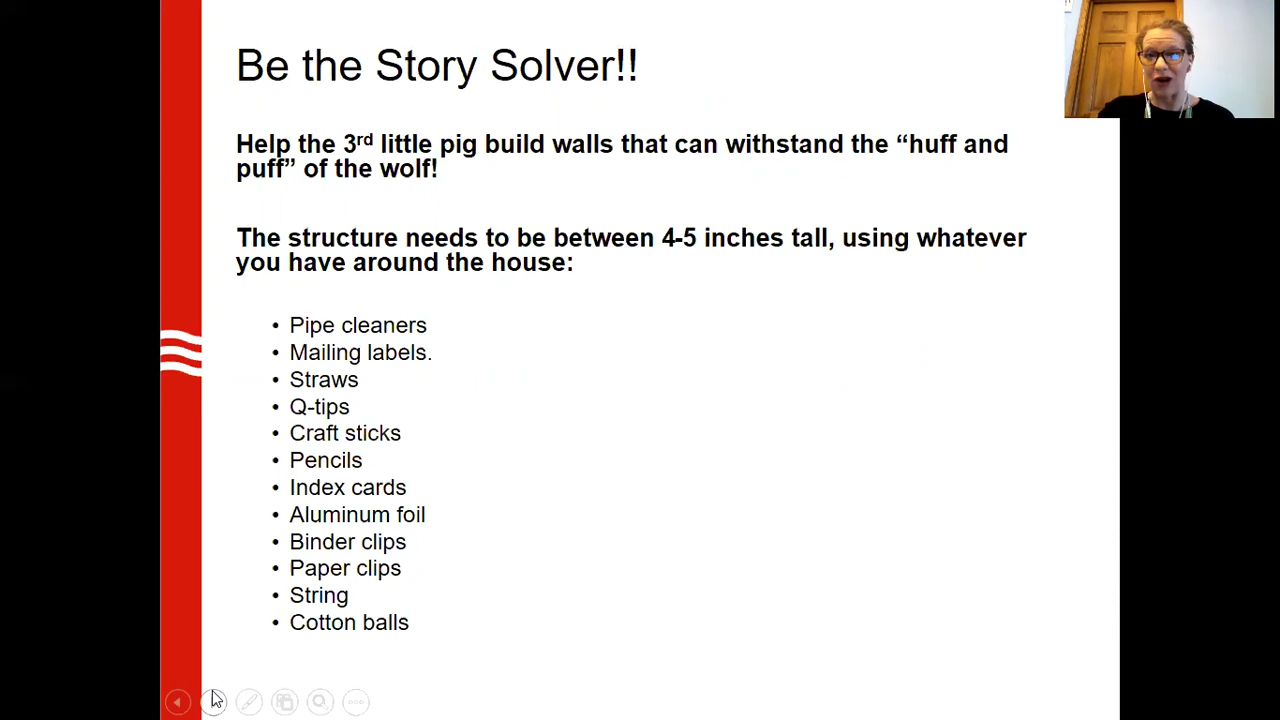 Be the Story Solver!!
Help the 3rd little pig build walls that can withstand the “huff and
puff” of the wolf!
The structure needs to be between 4-5 inches tall, using whatever
you have around the house:
• Pipe cleaners
• Mailing labels.
• Straws
• Q-tips
• Craft sticks
• Pencils
• Index cards
• Aluminum foil
• Binder clips
• Paper clips
• String
• Cotton balls